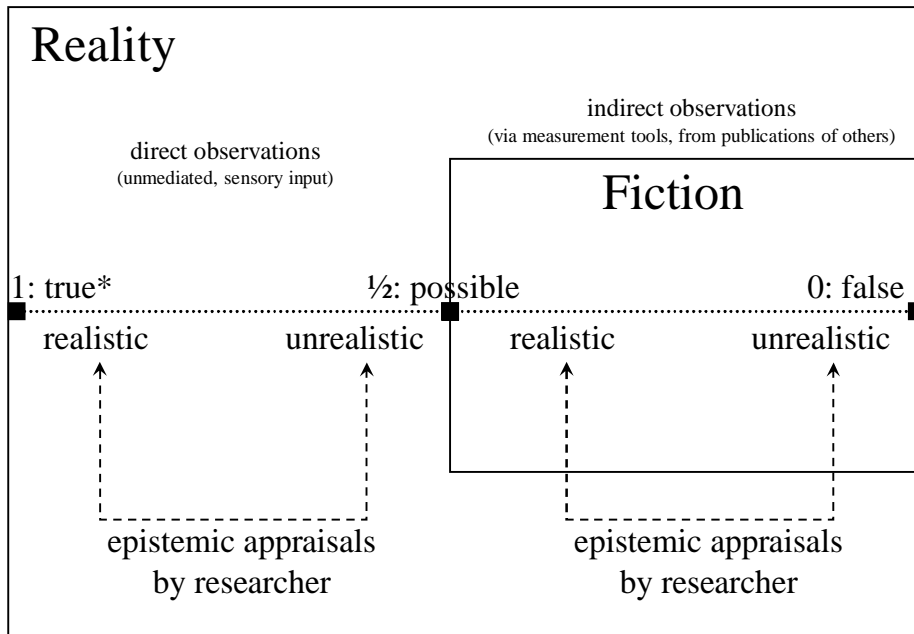 Reality
indirect observations
(via measurement tools, from publications of others)
direct observations
(unmediated, sensory input)
Fiction
1: true*
½: possible
0: false
realistic
unrealistic
realistic
unrealistic
epistemic appraisals
by researcher
epistemic appraisals
by researcher